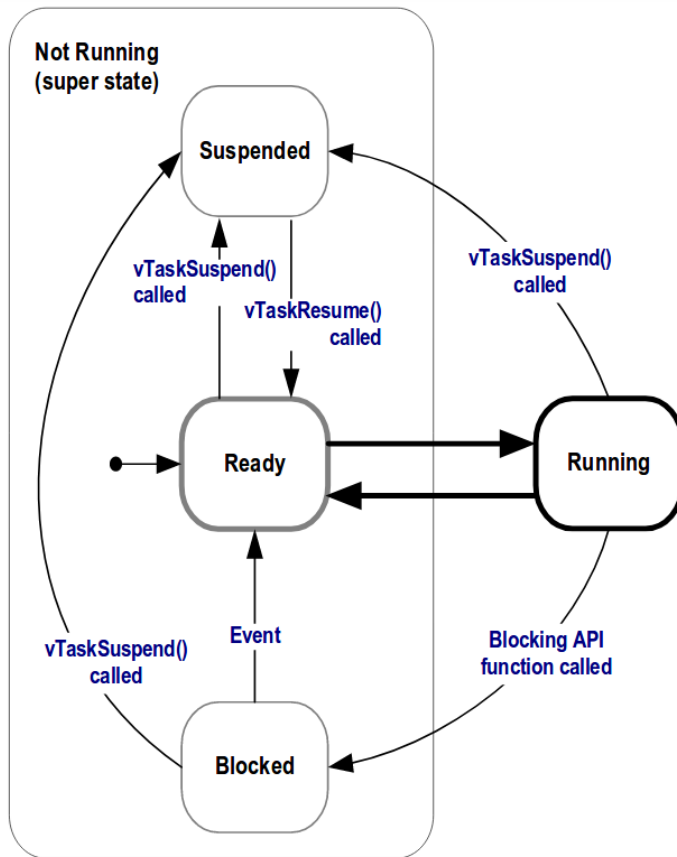 Not Running
(super state)
Suspended
vTaskSuspend()
called
vTaskResume()
called
vTaskSuspend()
called
Ready
Running
vTaskSuspend()
called
Event
Blocking API
function called
Blocked